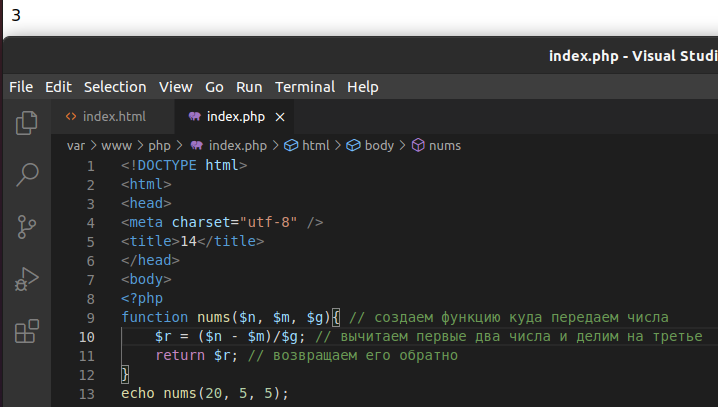 3
index.php - Visual Studi
File Edit Selection View Go Run Terminal Help
index.html index.php
var > www > php > index.php > html > body > nums
1 <!DOCTYPE html>
2 <html>
3 <head>
4 <meta charset="utf-8" />
5 <title>14</title>
6 </head>
7 <body>
8 <?php
9 function nums($n, $m, $g){ // создаем функцию куда передаем числа
10 $r = ($n - $m)/$g; // вычитаем первые два числа и делим на третье
11 return $r; // возвращаем его обратно
12 }
13 echo nums(20, 5, 5);